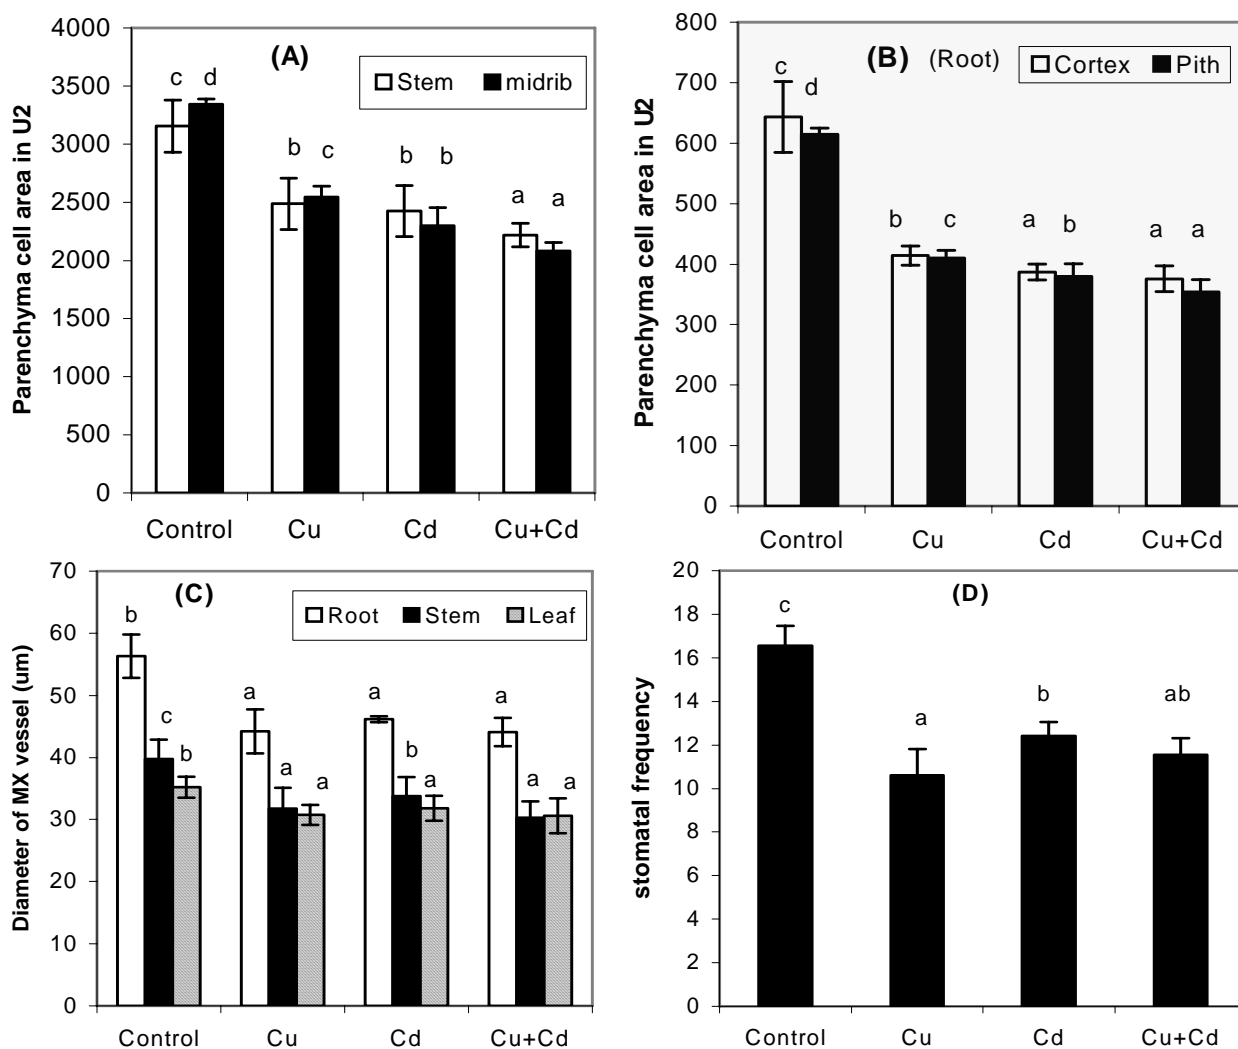 (A)
Parenchyma cell area in U2
4000
3500
3000
2500
2000
1500
1000
500
0
Stem midrib
c d
b c
b b
a a
Control Cu Cd Cu+Cd
(B) (Root)
Parenchyma cell area in U2
800
700
600
500
400
300
200
100
0
Cortex Pith
c d
b c
a b
a a
Control Cu Cd Cu+Cd
(C)
Diameter of MX vessel (um)
70
60
50
40
30
20
10
0
Root Stem Leaf
b c b
a a a
a b a
a a a
Control Cu Cd Cu+Cd
(D)
stomatal frequency
20
18
16
14
12
10
8
6
4
2
0
c
a
b
ab
Control Cu Cd Cu+Cd